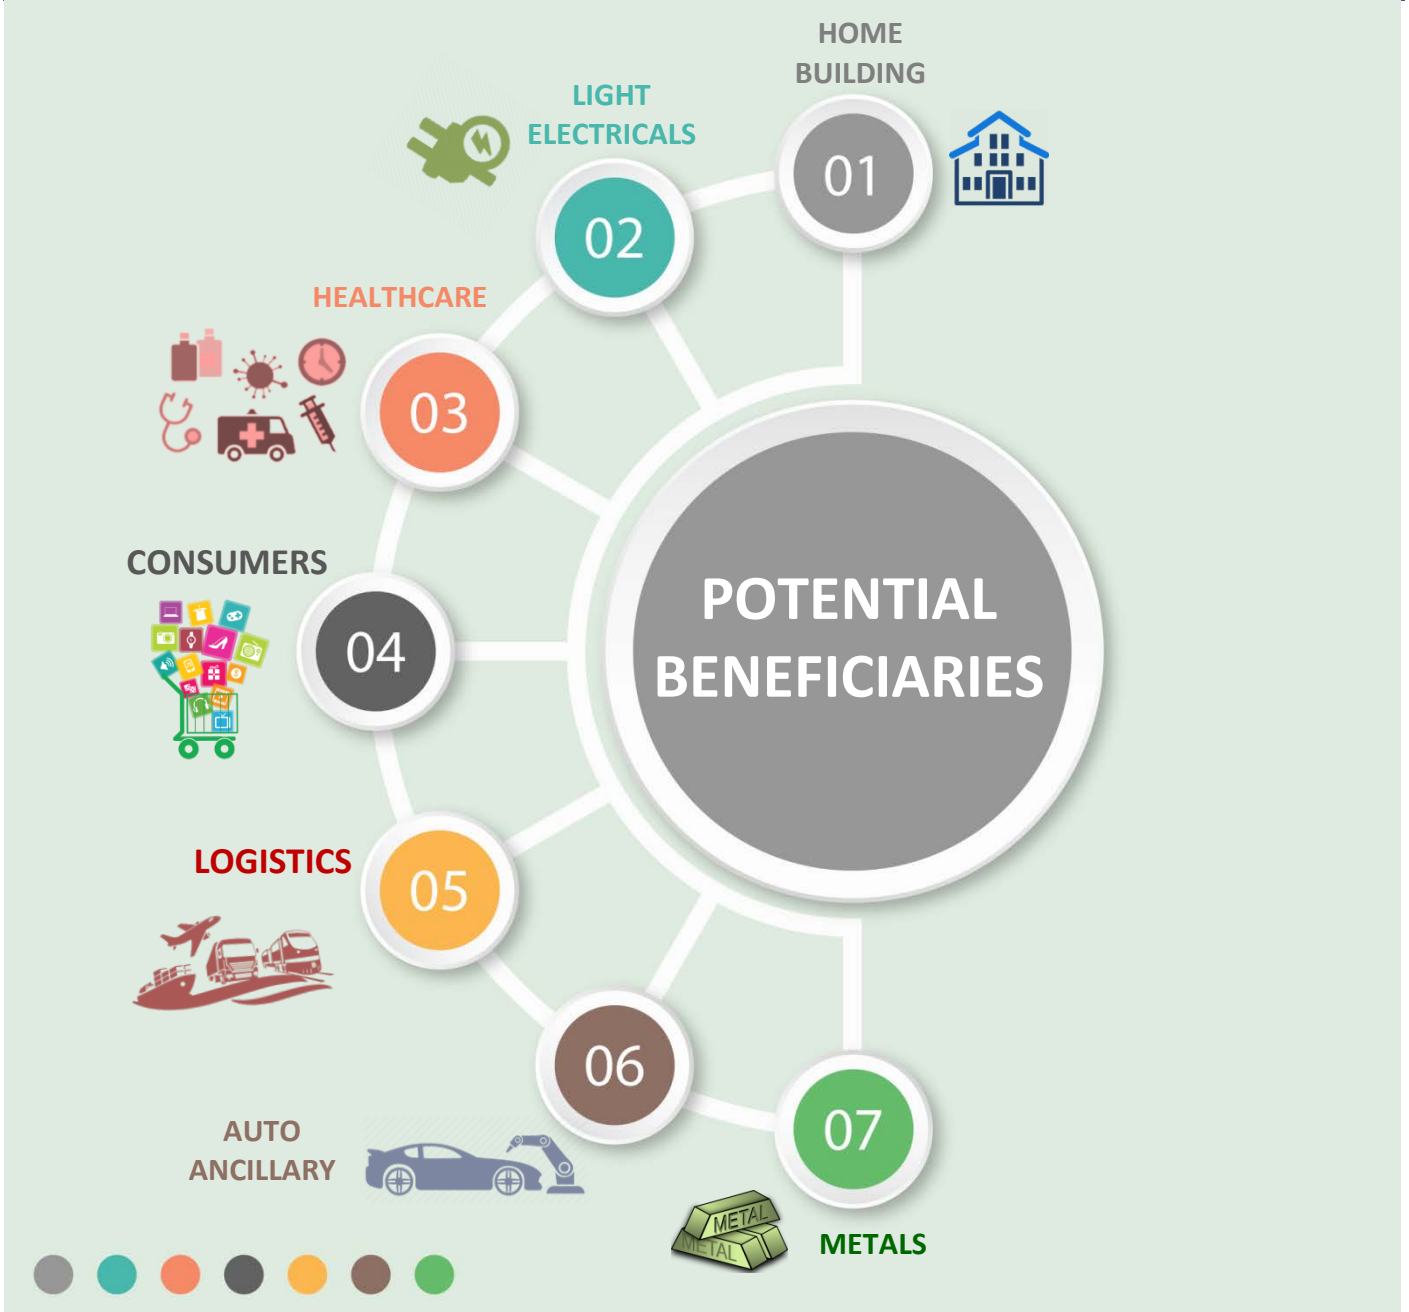 HOME
BUILDING
01
LIGHT
ELECTRICALS
02
HEALTHCARE
03
CONSUMERS
04
POTENTIAL
BENEFICIARIES
LOGISTICS
05
06
AUTO
ANCILLARY
07
METAL
METAL
METALS